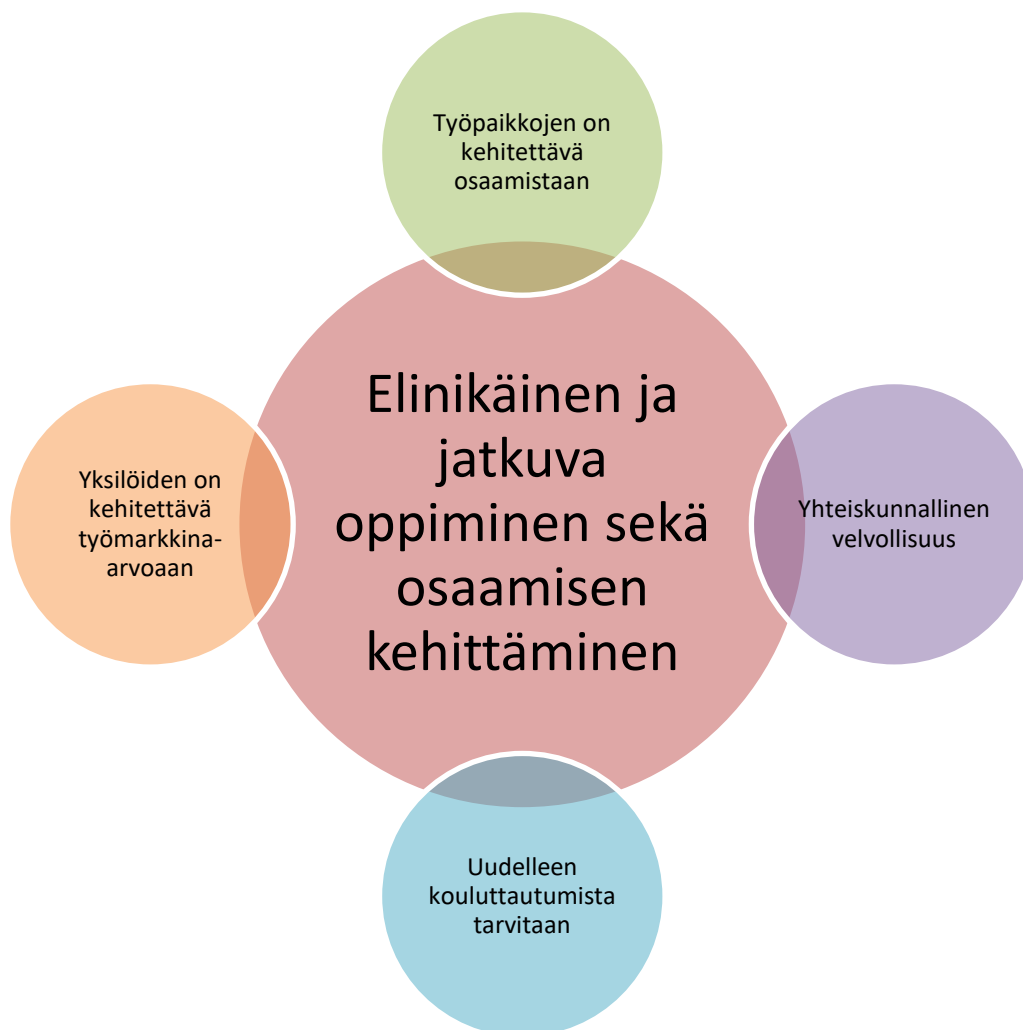 Työpaikkojen on
kehitettävä
osaamistaan
Elinikäinen ja
jatkuva
oppiminen sekä
osaamisen
kehittäminen
Yksilöiden on
kehitettävä
työmarkkina-
arvoaan
Yhteiskunnallinen
velvollisuus
Uudelleen
kouluttautumista
tarvitaan